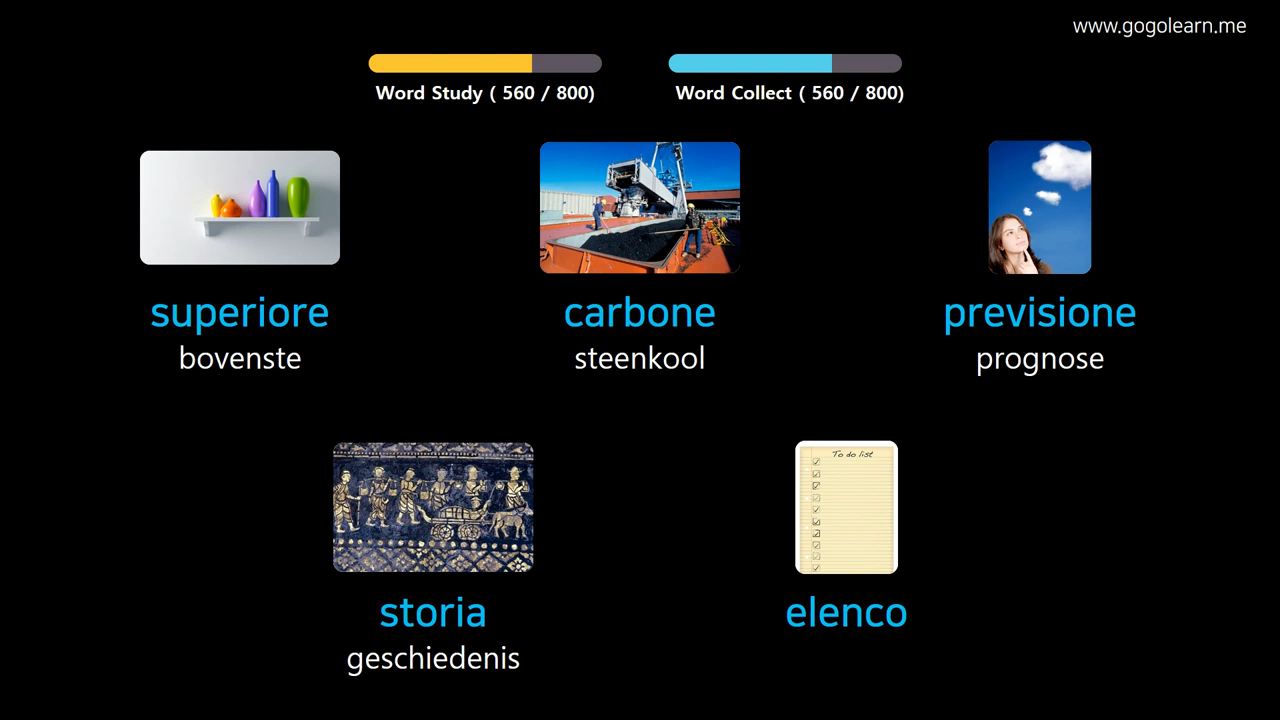 www.gogolearn.me
Word Study ( 560 / 800)
Word Collect ( 560 / 800)
superiore
bovenste
carbone
steenkool
previsione
prognose
To do list
storia
geschiedenis
elenco